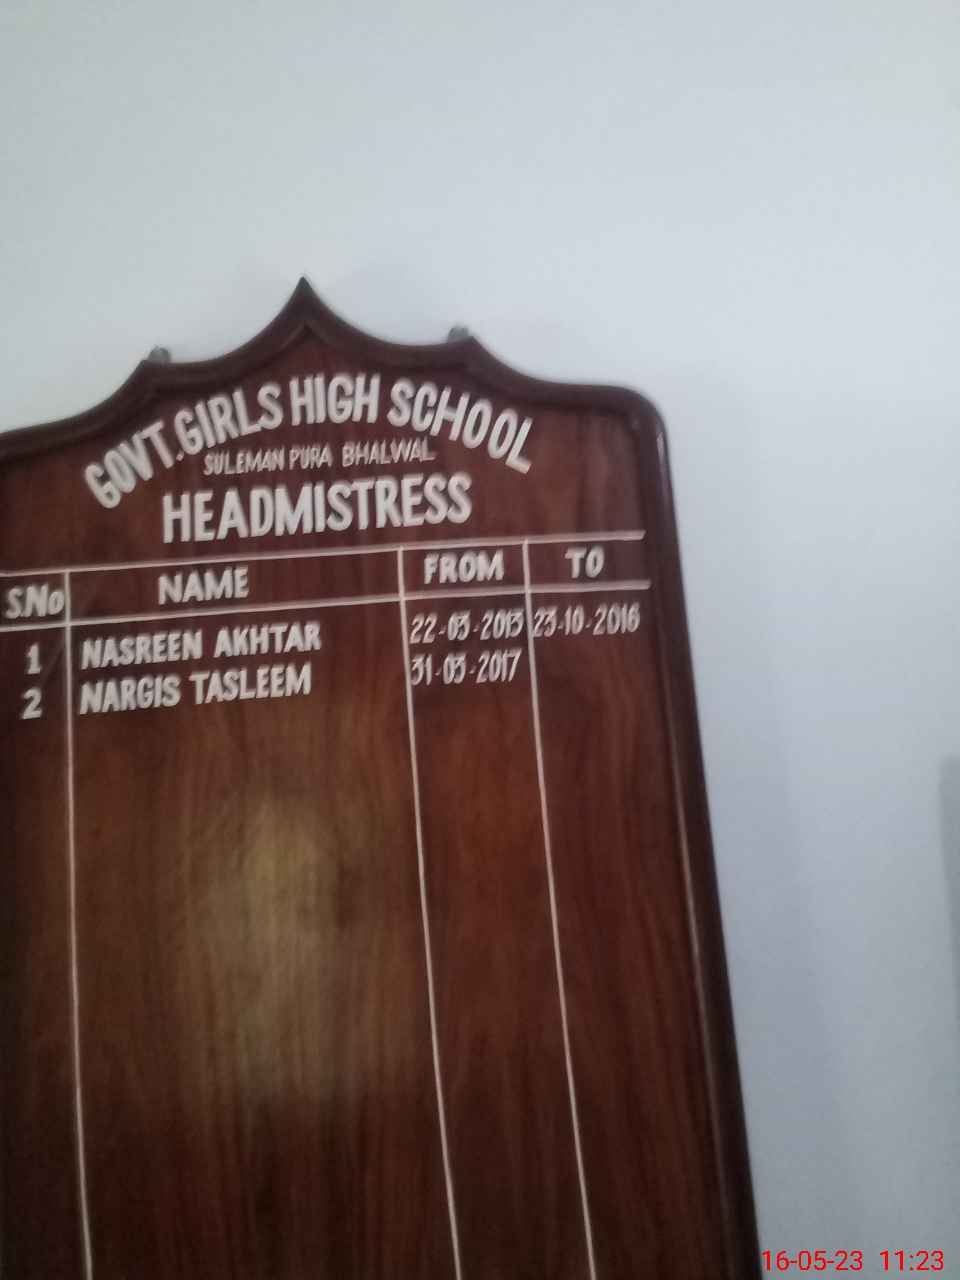 GOVT. GIRLS HIGH SCHOOL
SULEMAN PURA BHALWAL
HEADMISTRESS
S.No NAME FROM TO
1 NASREEN AKHTAR 22-03-2013 23-10-2016
2 NARGIS TASLEEM 31-03-2017
16-05-23 11:23